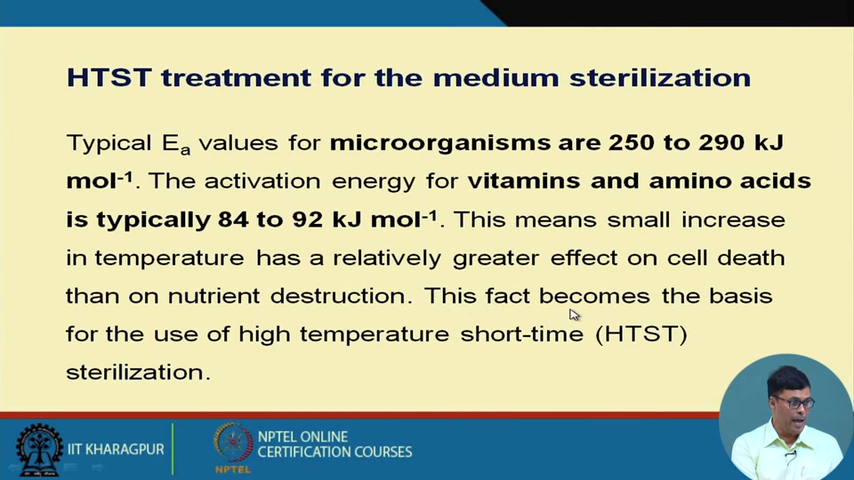 HTST treatment for the medium sterilization
Typical Ea values for microorganisms are 250 to 290 kJ
mol-1. The activation energy for vitamins and amino acids
is typically 84 to 92 kJ mol-1. This means small increase
in temperature has a relatively greater effect on cell death
than on nutrient destruction. This fact becomes the basis
for the use of high temperature short-time (HTST)
sterilization.
IIT KHARAGPUR
NPTEL
NPTEL ONLINE
CERTIFICATION COURSES